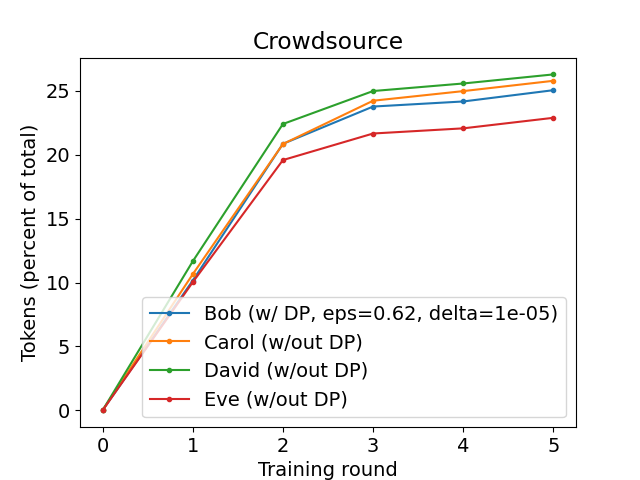 Crowdsource
Tokens (percent of total)
25
20
15
10
5
0
Bob (w/ DP, eps=0.62, delta=1e-05)
Carol (w/out DP)
David (w/out DP)
Eve (w/out DP)
0 1 2 3 4 5
Training round